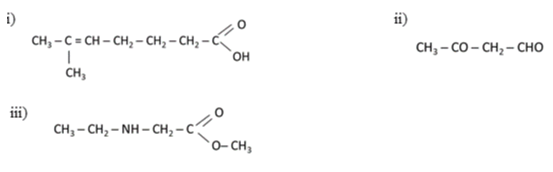 i)
CH₃ – C = CH – CH₂ – CH₂ – CH₂ – C
O
OH
CH₃
ii)
CH₃ – CO – CH₂ – CHO
iii)
CH₃ – CH₂ – NH – CH₂ – C
O
O – CH₃